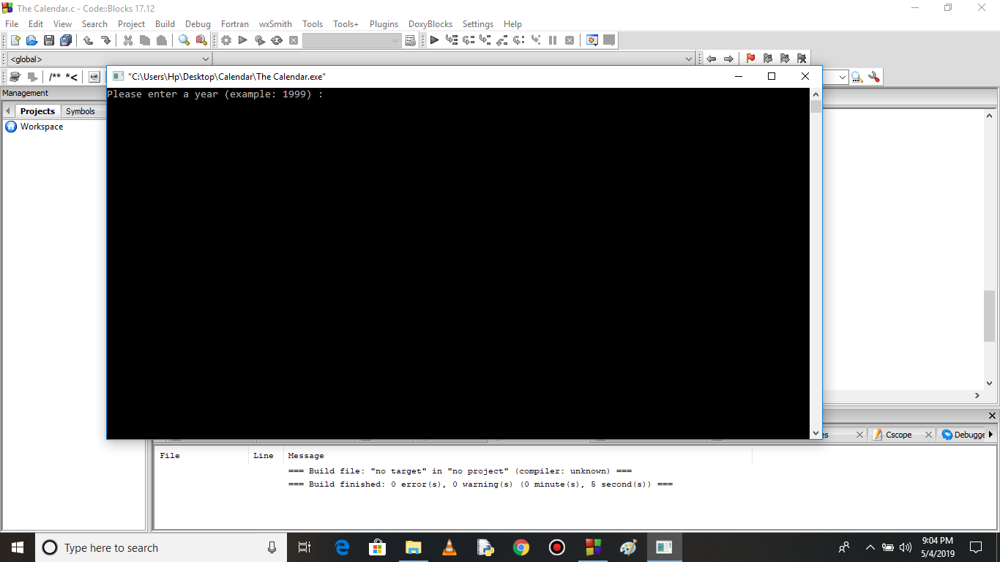 The Calendar.c - Code::Blocks 17.12
File Edit View Search Project Build Debug Fortran wxSmith Tools Tools+ Plugins DoxyBlocks Settings Help
<global>
/** *<
"C:\Users\Hp\Desktop\Calendar\The Calendar.exe"
Management
Please enter a year (example: 1999) :
Projects Symbols
Workspace
es Cscope Debugge
File Line Message
=== Build file: "no target" in "no project" (compiler: unknown) ===
=== Build finished: 0 error(s), 0 warning(s) (0 minute(s), 5 second(s)) ===
Type here to search
9:04 PM
5/4/2019